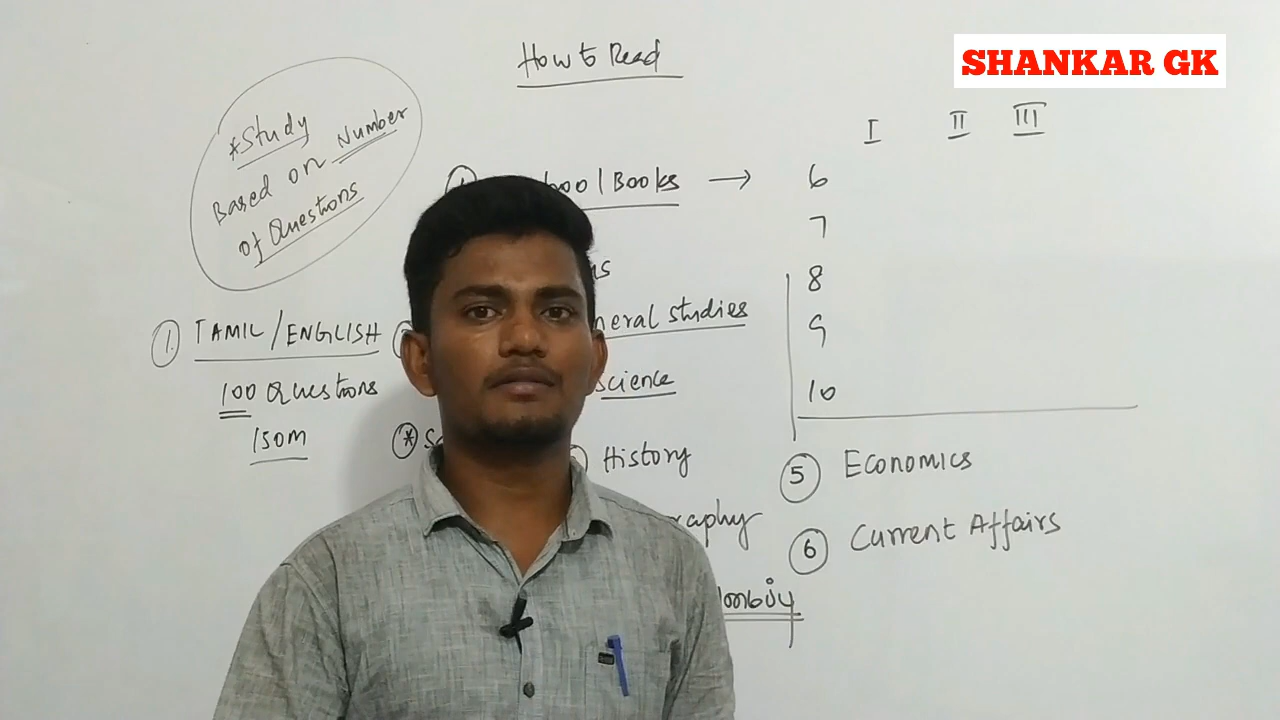 How to Read
SHANKAR GK
*Study
Based on Number
of Questions
I II III
Books →
6
7
8
9
10
1. TAMIL/ENGLISH
100 Questions
150M
Studies
Science
History
5 Economics
6 Current Affairs